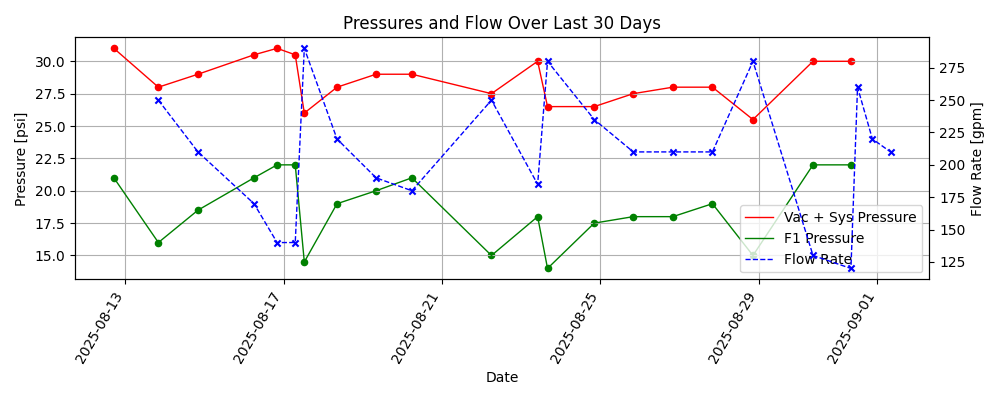 Pressures and Flow Over Last 30 Days
30.0
27.5
25.0
22.5
20.0
17.5
15.0
Pressure [psi]
275
250
225
200
175
150
125
Flow Rate [gpm]
Vac + Sys Pressure
F1 Pressure
Flow Rate
2025-08-13
2025-08-17
2025-08-21
2025-08-25
2025-08-29
2025-09-01
Date